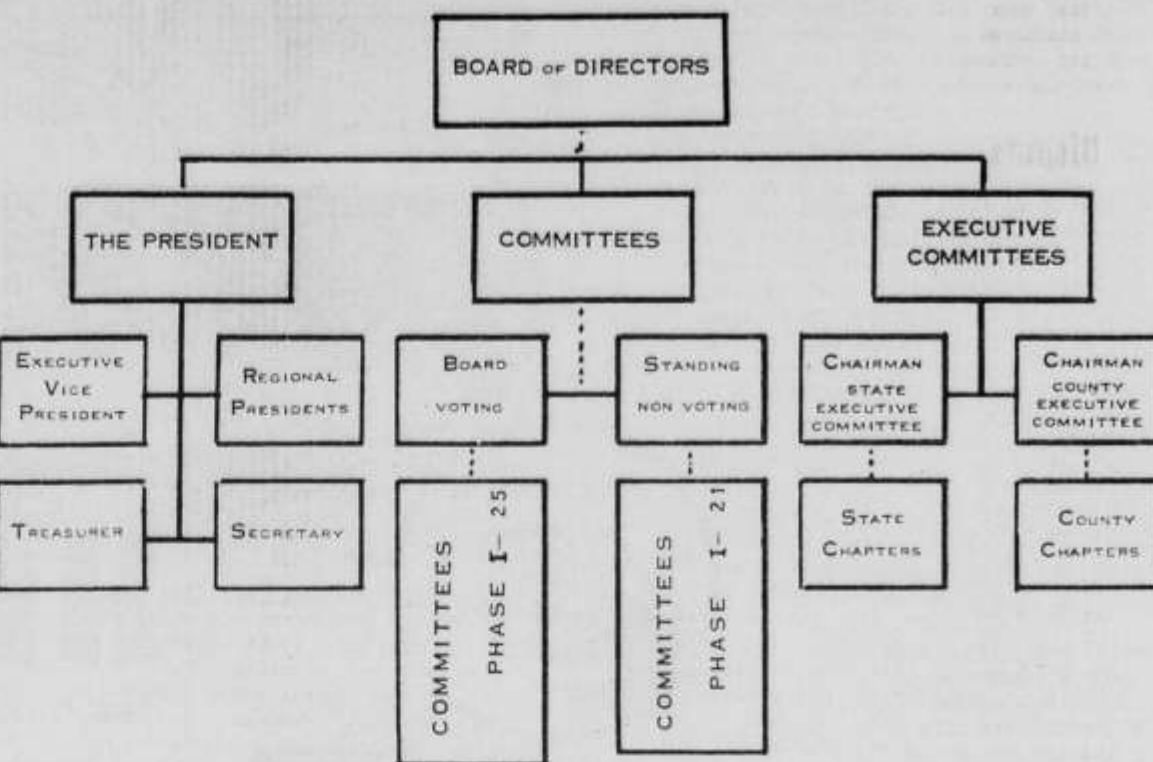 BOARD OF DIRECTORS
THE PRESIDENT
COMMITTEES
EXECUTIVE
COMMITTEES
EXECUTIVE
VICE
PRESIDENT
REGIONAL
PRESIDENTS
BOARD
VOTING
STANDING
NON VOTING
CHAIRMAN
STATE
EXECUTIVE
COMMITTEE
CHAIRMAN
COUNTY
EXECUTIVE
COMMITTEE
TREASURER
SECRETARY
COMMITTEES
PHASE I- 25
COMMITTEES
PHASE I- 21
STATE
CHAPTERS
COUNTY
CHAPTERS